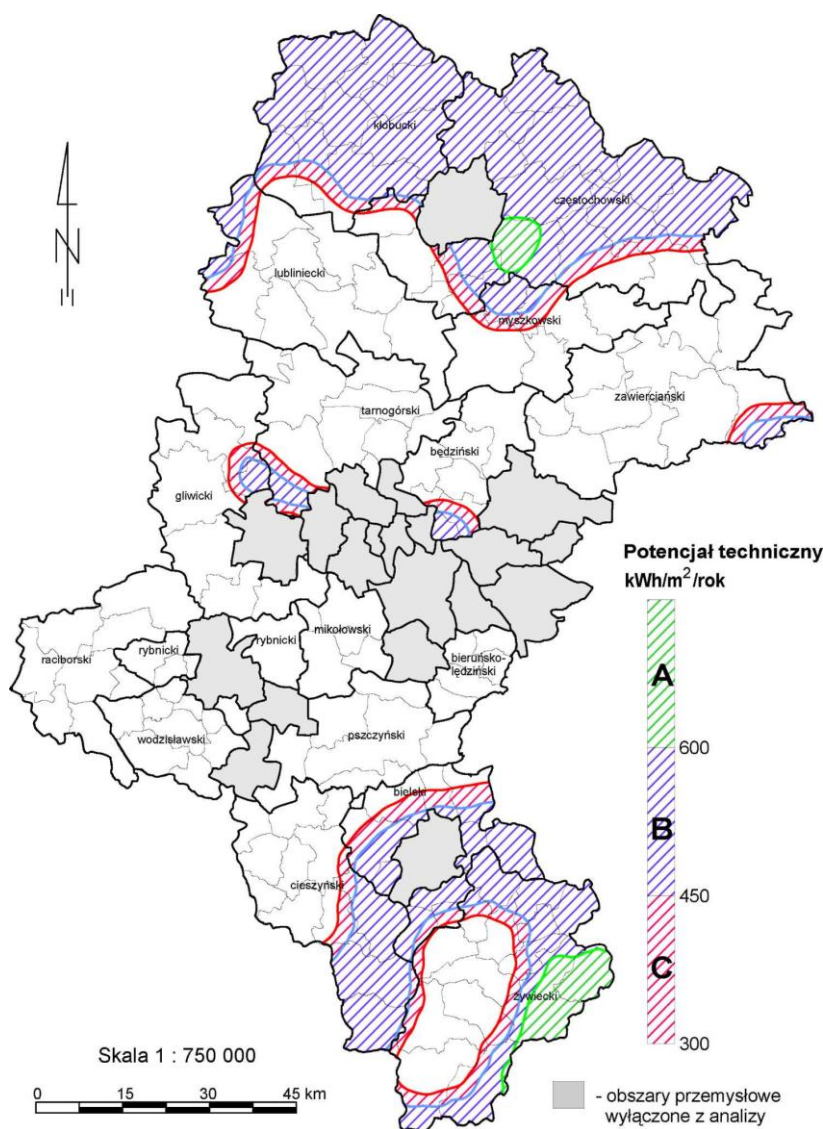 kłobucki
częstochowski
N
lubliniecki
myszkowski
zawierciański
tarnogórski
będziński
gliwicki
Potencjał techniczny
kWh/m²/rok
A
600
B
450
C
300
raciborski
rybnicki
rybnicki
mikołowski
bieruńsko-
lędziński
wodzisławski
pszczyński
bielski
cieszyński
żywiecki
Skala 1 : 750 000
0 15 30 45 km
- obszary przemysłowe
wyłączone z analizy